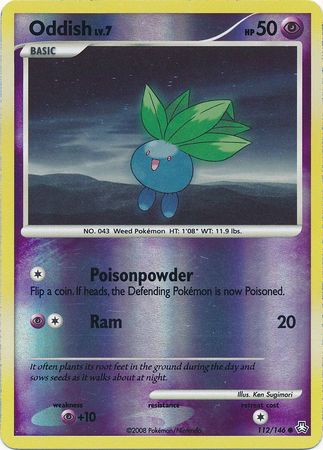 Oddish LV.7 HP 50
BASIC
NO. 043 Weed Pokémon HT: 1'08" WT: 11.9 lbs.
Poisonpowder
Flip a coin. If heads, the Defending Pokémon is now Poisoned.
Ram 20
It often plants its root feet in the ground during the day and
sows seeds as it walks about at night.
Illus. Ken Sugimori
weakness resistance retreat cost
+10
©2008 Pokémon/Nintendo. 112/146